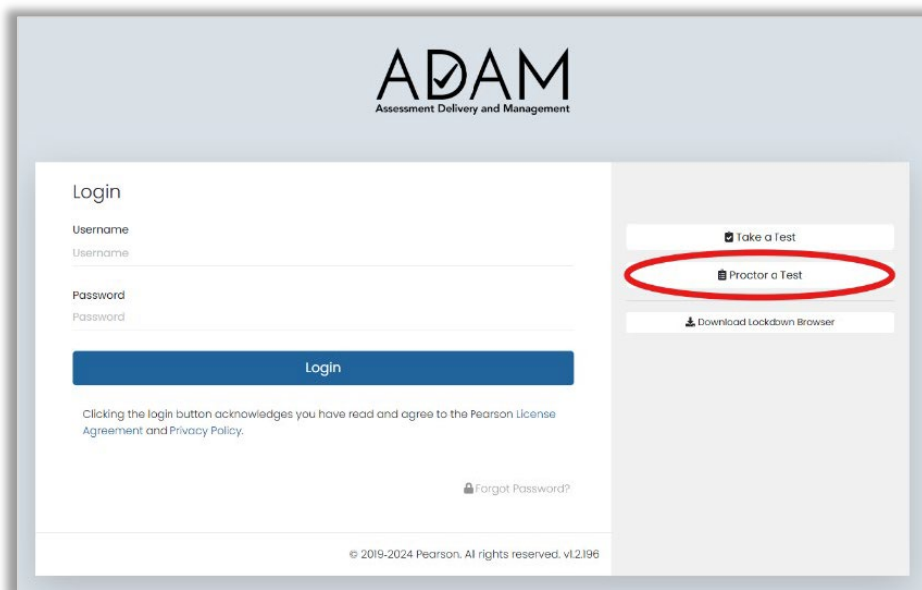 ADAM
Assessment Delivery and Management
Login
Username
Username
Password
Password
Login
Clicking the login button acknowledges you have read and agree to the Pearson License
Agreement and Privacy Policy.
Forgot Password?
© 2019-2024 Pearson. All rights reserved. v1.2.196
Take a Test
Proctor a Test
Download Lockdown Browser